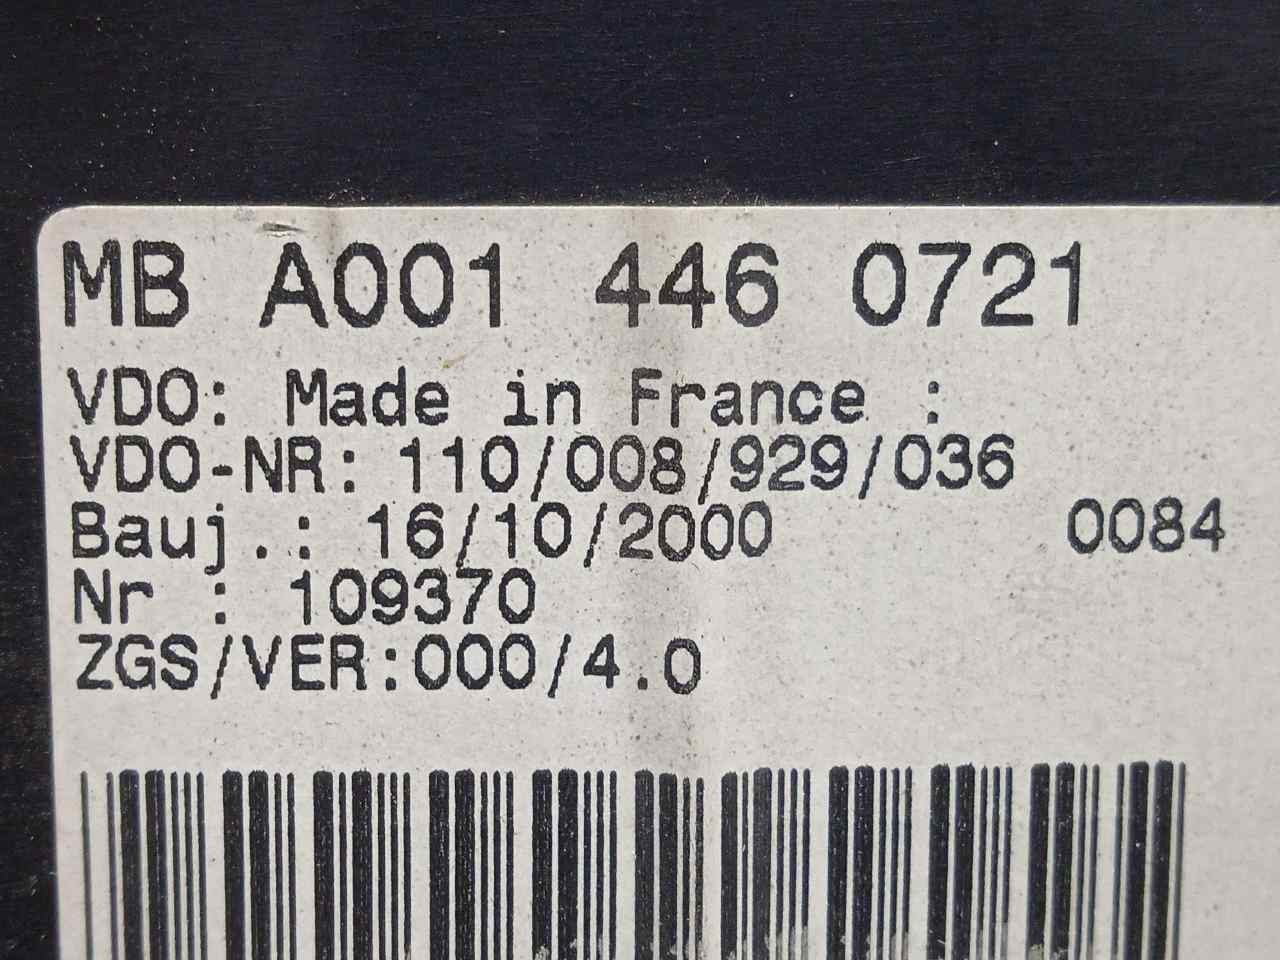 MB A001 446 0721
VDO: Made in France :
VDO-NR: 110/008/929/036
Bauj.: 16/10/2000 0084
Nr : 109370
ZGS/VER:000/4.0